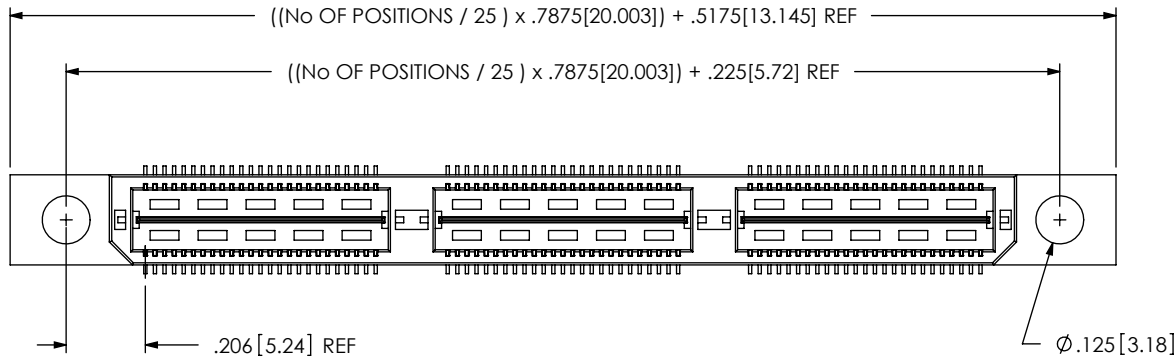 ((No OF POSITIONS / 25 ) x .7875[20.003]) + .5175[13.145] REF
((No OF POSITIONS / 25 ) x .7875[20.003]) + .225[5.72] REF
.206[5.24] REF
∅.125[3.18]